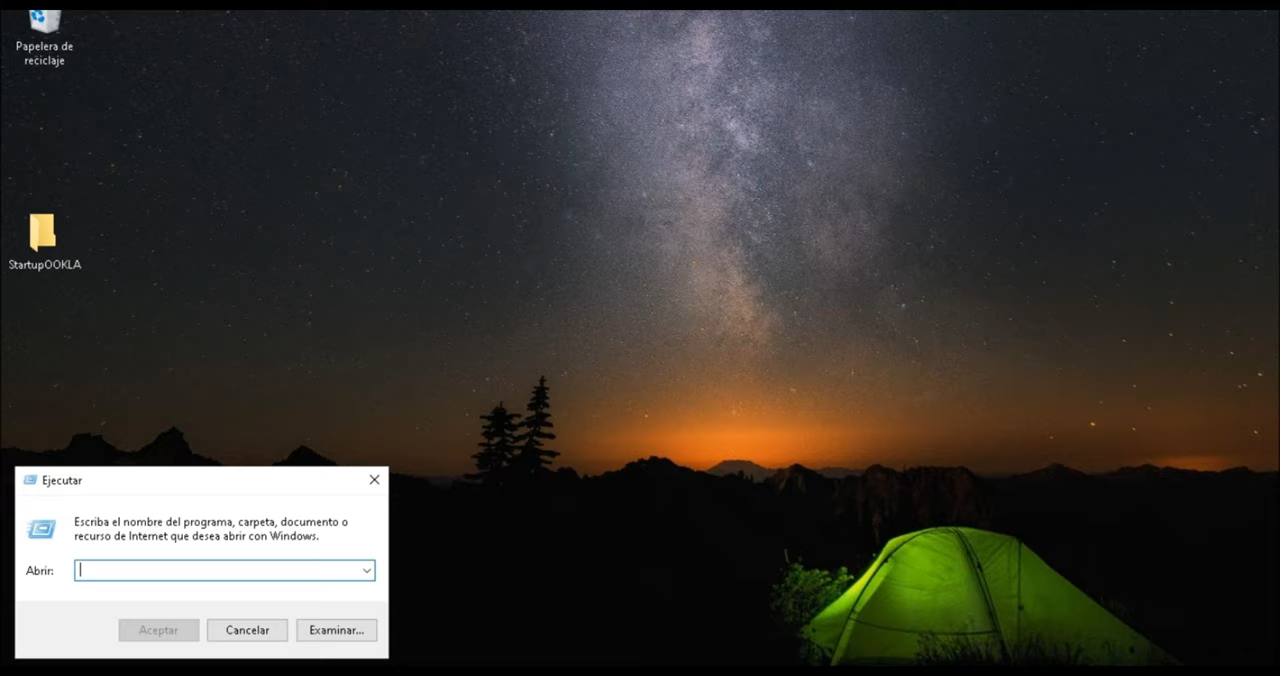 Papelera de
reciclaje
StartupOOKLA
Ejecutar
Escriba el nombre del programa, carpeta, documento o
recurso de Internet que desea abrir con Windows.
Abrir:
Aceptar
Cancelar
Examinar...